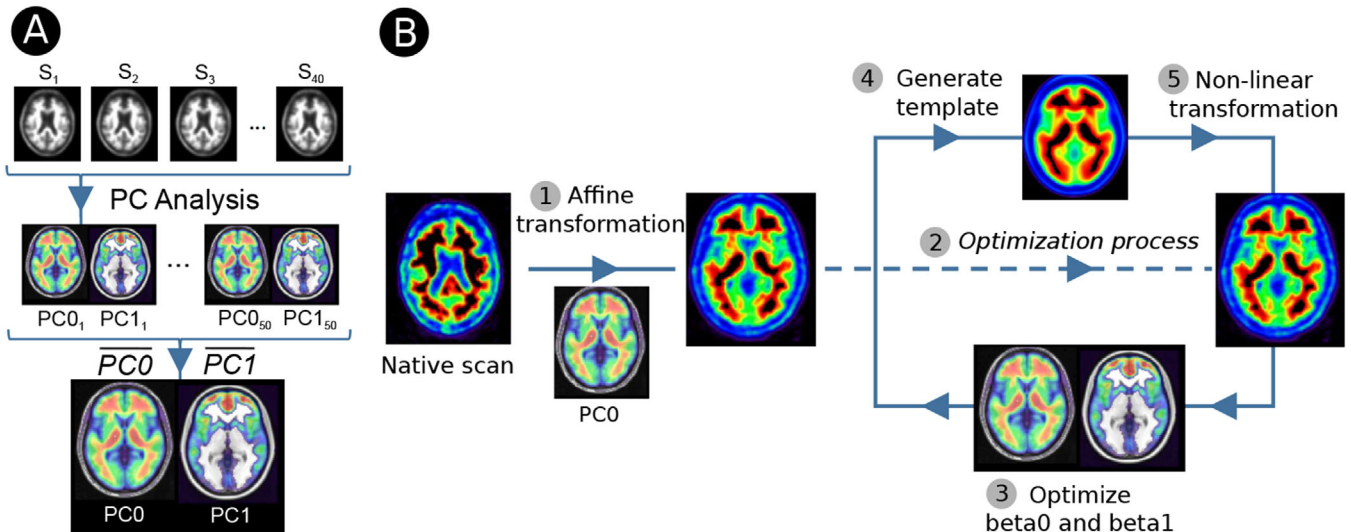 A
S1 S2 S3 ... S40
PC Analysis
...
PC01 PC11 PC050 PC150
PC0 PC1
PC0 PC1
B
Native scan
1 Affine
transformation
PC0
2 Optimization process
4 Generate
template
5 Non-linear
transformation
3 Optimize
beta0 and beta1